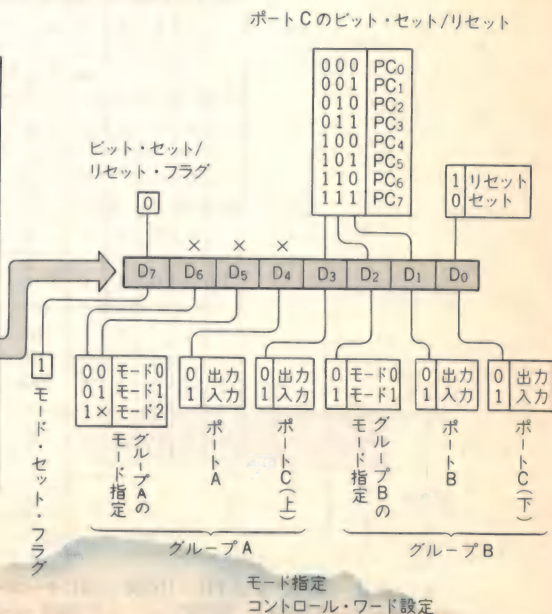 ポートCのビット・セット/リセット
000 PC0
001 PC1
010 PC2
011 PC3
100 PC4
101 PC5
110 PC6
111 PC7
ビット・セット/
リセット・フラグ
0
1 リセット
0 セット
× × ×
D7 D6 D5 D4 D3 D2 D1 D0
1
モード・セット・フラグ
00 モード0
01 モード1
1× モード2
グループAの
モード指定
0 出力
1 入力
ポートA
0 出力
1 入力
ポートC(上)
0 モード0
1 モード1
グループBの
モード指定
0 出力
1 入力
ポートB
0 出力
1 入力
ポートC(下)
グループA
グループB
モード指定
コントロール・ワード設定